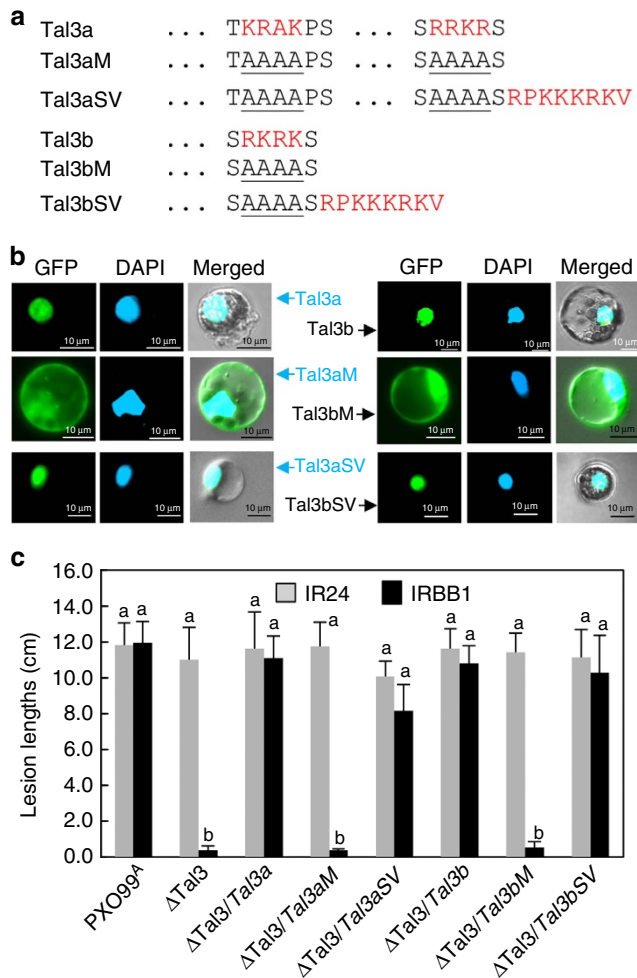 a
Tal3a ... TKRAKPS ... SRRKRS
Tal3aM ... TAAAAPS ... SAAAAS
Tal3aSV ... TAAAAPS ... SAAAASRPKKKRKV
Tal3b ... SRKRKS
Tal3bM ... SAAAAS
Tal3bSV ... SAAAASRPKKKRKV
b
GFP DAPI Merged GFP DAPI Merged
Tal3a
Tal3b
10 µm 10 µm 10 µm 10 µm 10 µm 10 µm
Tal3aM
Tal3bM
10 µm 10 µm 10 µm 10 µm 10 µm 10 µm
Tal3aSV
Tal3bSV
10 µm 10 µm 10 µm 10 µm 10 µm 10 µm
c
Lesion lengths (cm)
16.0
14.0
12.0
10.0
8.0
6.0
4.0
2.0
0.0
IR24 IRBB1
a a a b a a a b a a a a a b a a
PXO99A
ΔTal3
ΔTal3/Tal3a
ΔTal3/Tal3aM
ΔTal3/Tal3aSV
ΔTal3/Tal3b
ΔTal3/Tal3bM
ΔTal3/Tal3bSV